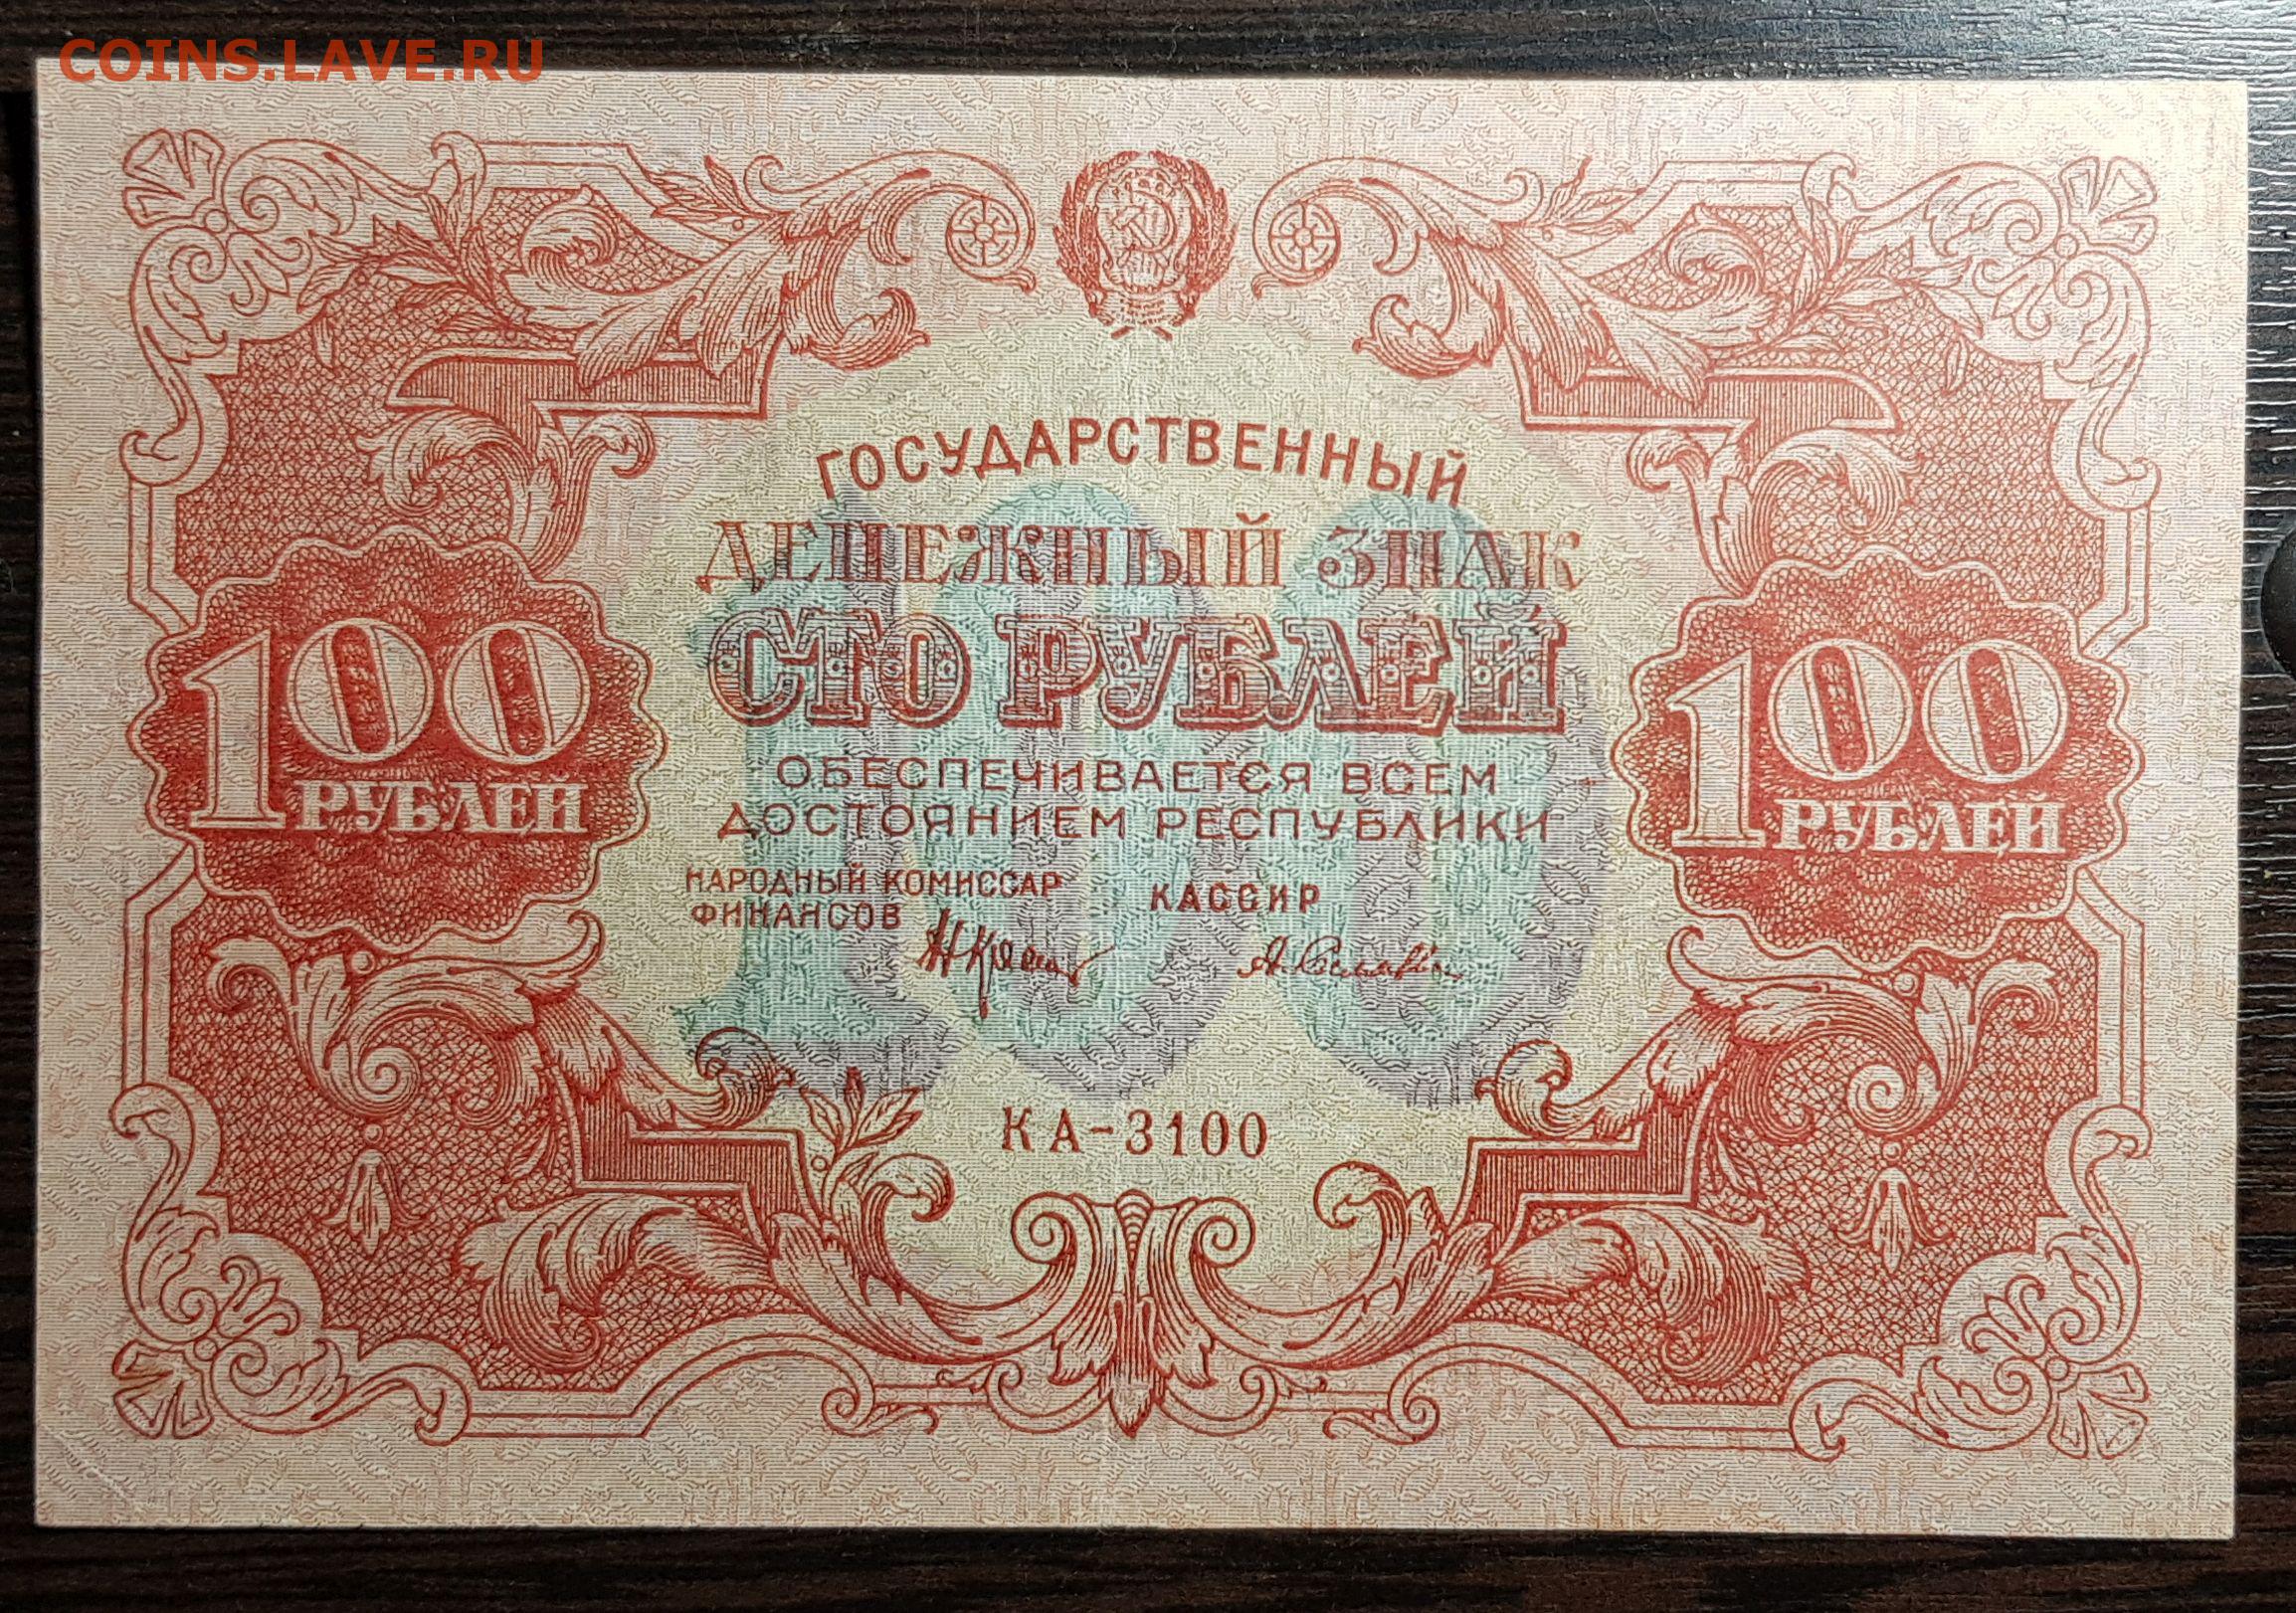 COINS.LAVE.RU
ГОСУДАРСТВЕННЫЙ
ДЕНЕЖНЫЙ ЗНАК
СТО РУБЛЕЙ
100
РУБЛЕЙ
100
РУБЛЕЙ
ОБЕСПЕЧИВАЕТСЯ ВСЕМ
ДОСТОЯНИЕМ РЕСПУБЛИКИ
НАРОДНЫЙ КОМИССАР
ФИНАНСОВ
КАССИР
КА-3100